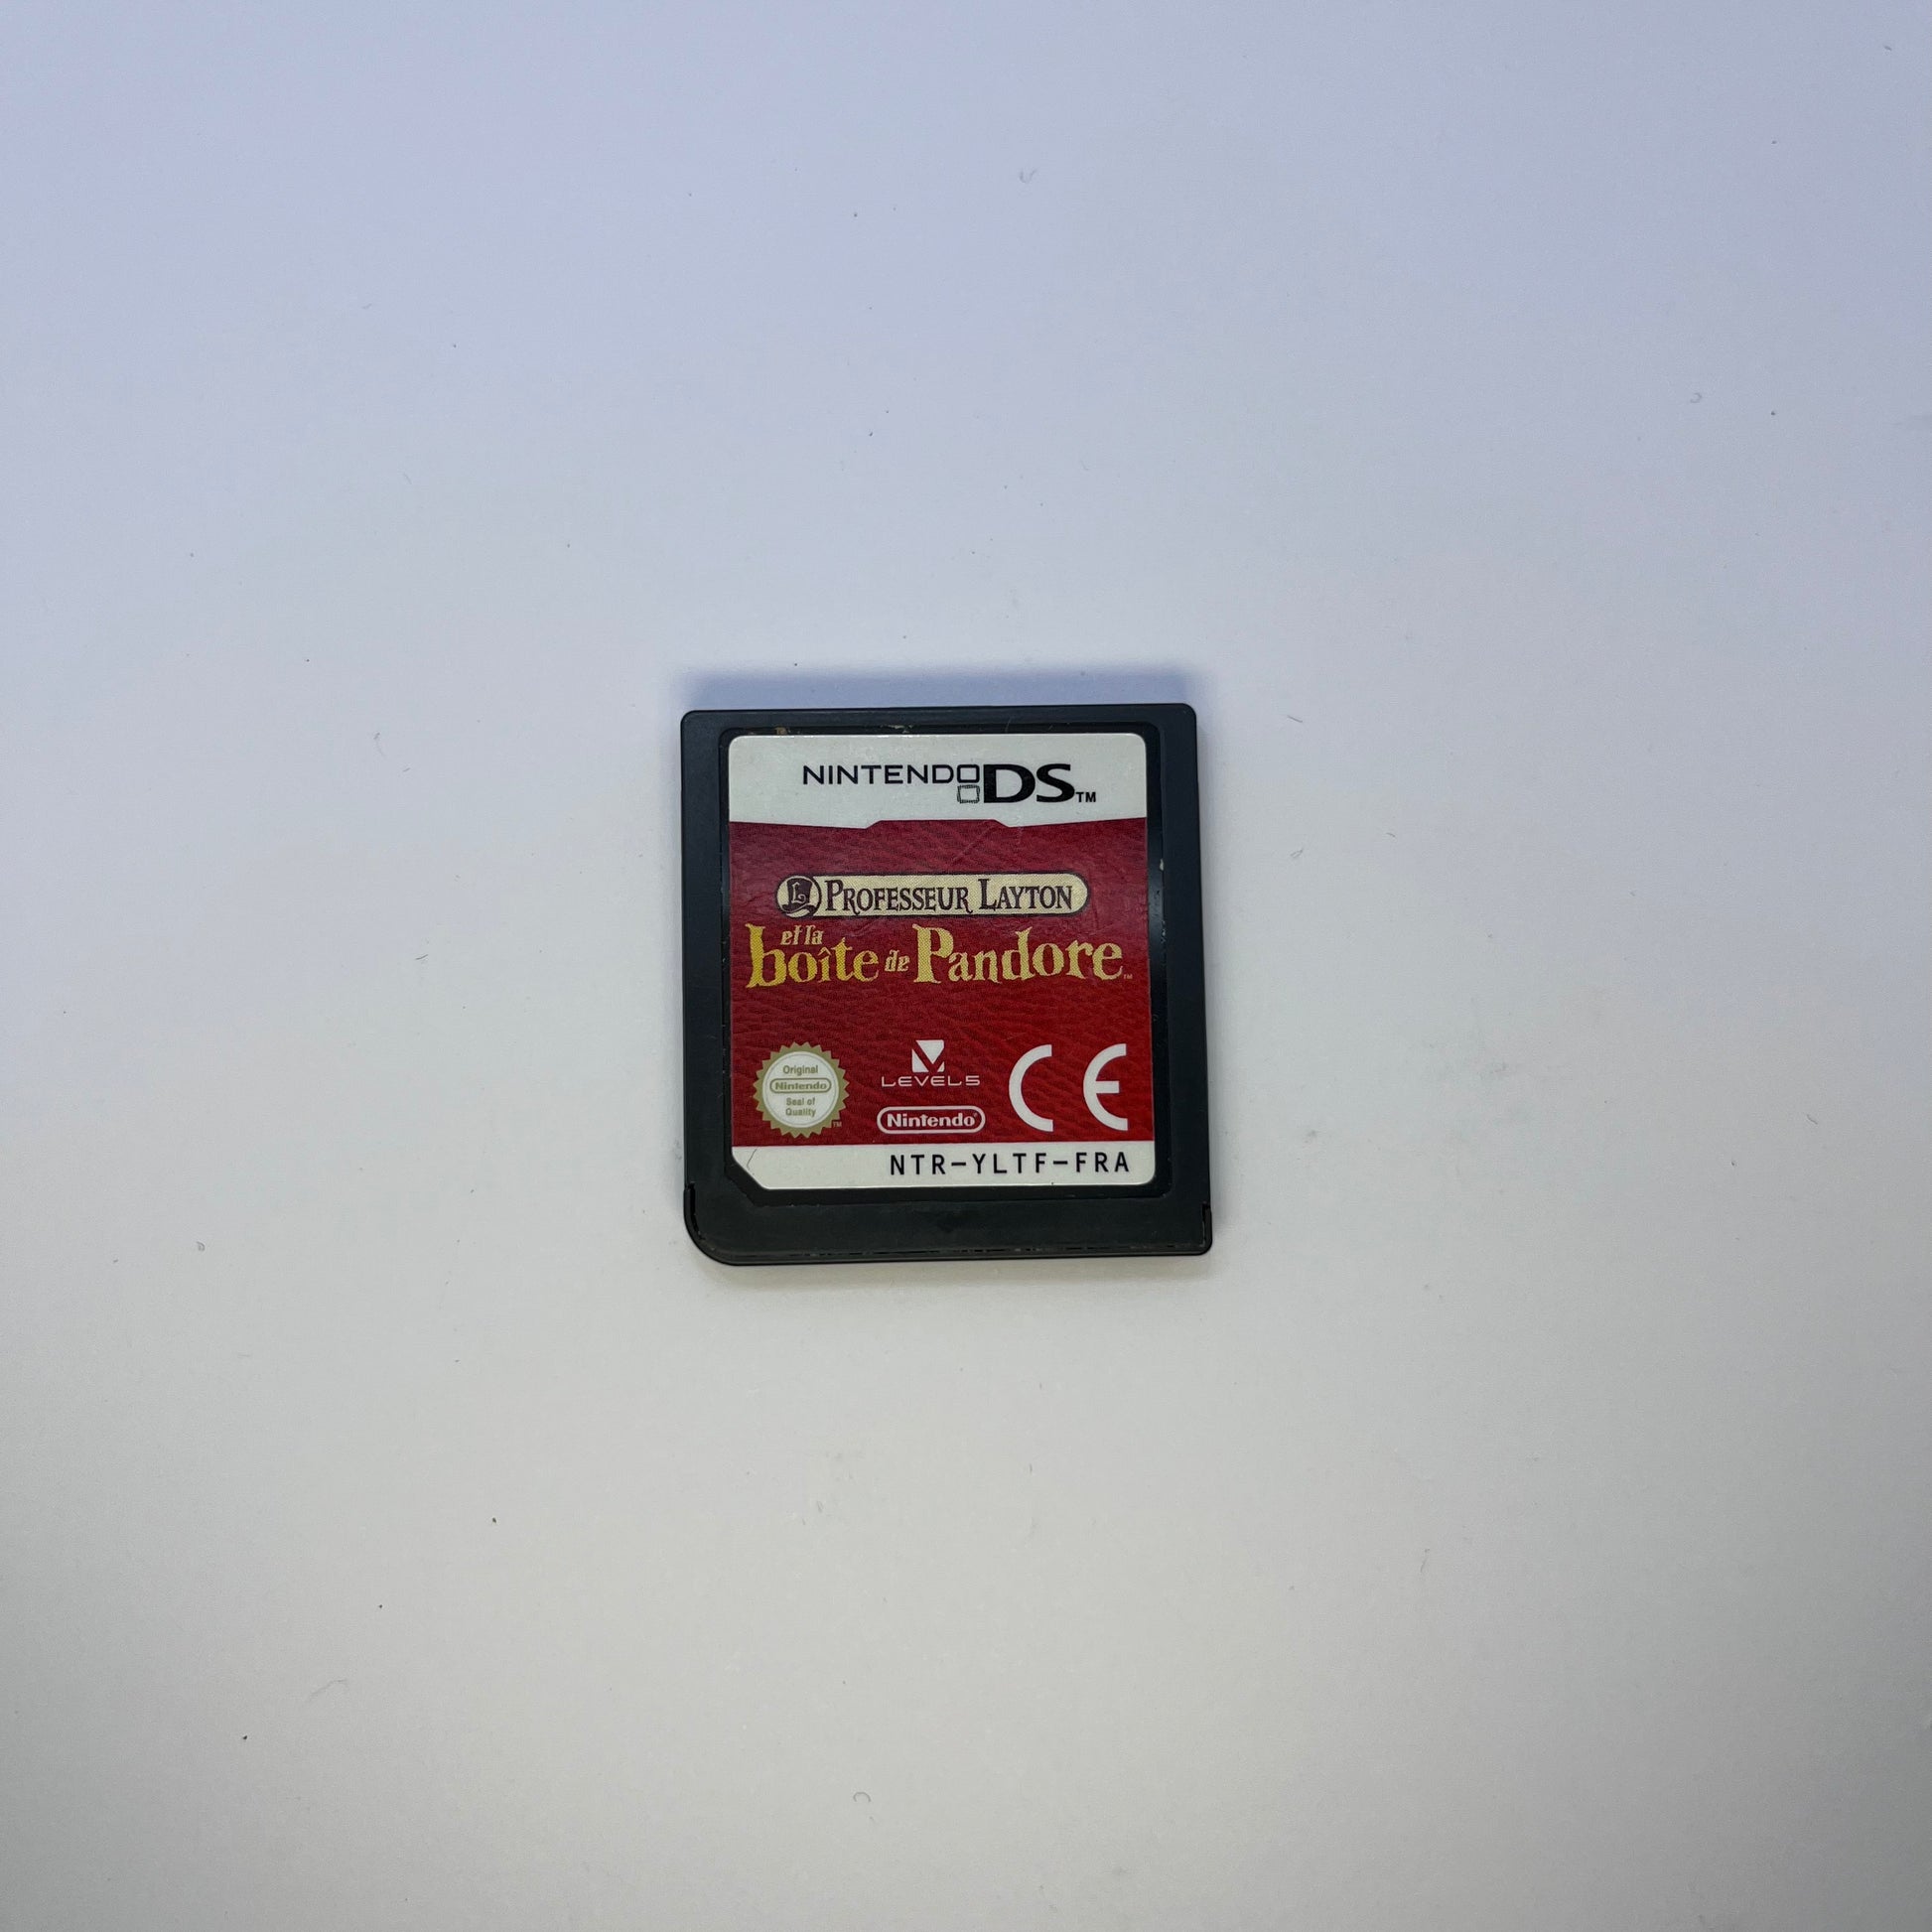 NINTENDO DS™
L PROFESSEUR LAYTON
et la
boîte de Pandore™
Original
Nintendo
Seal of
Quality
™
LEVEL5
Nintendo®
CE
NTR-YLTF-FRA